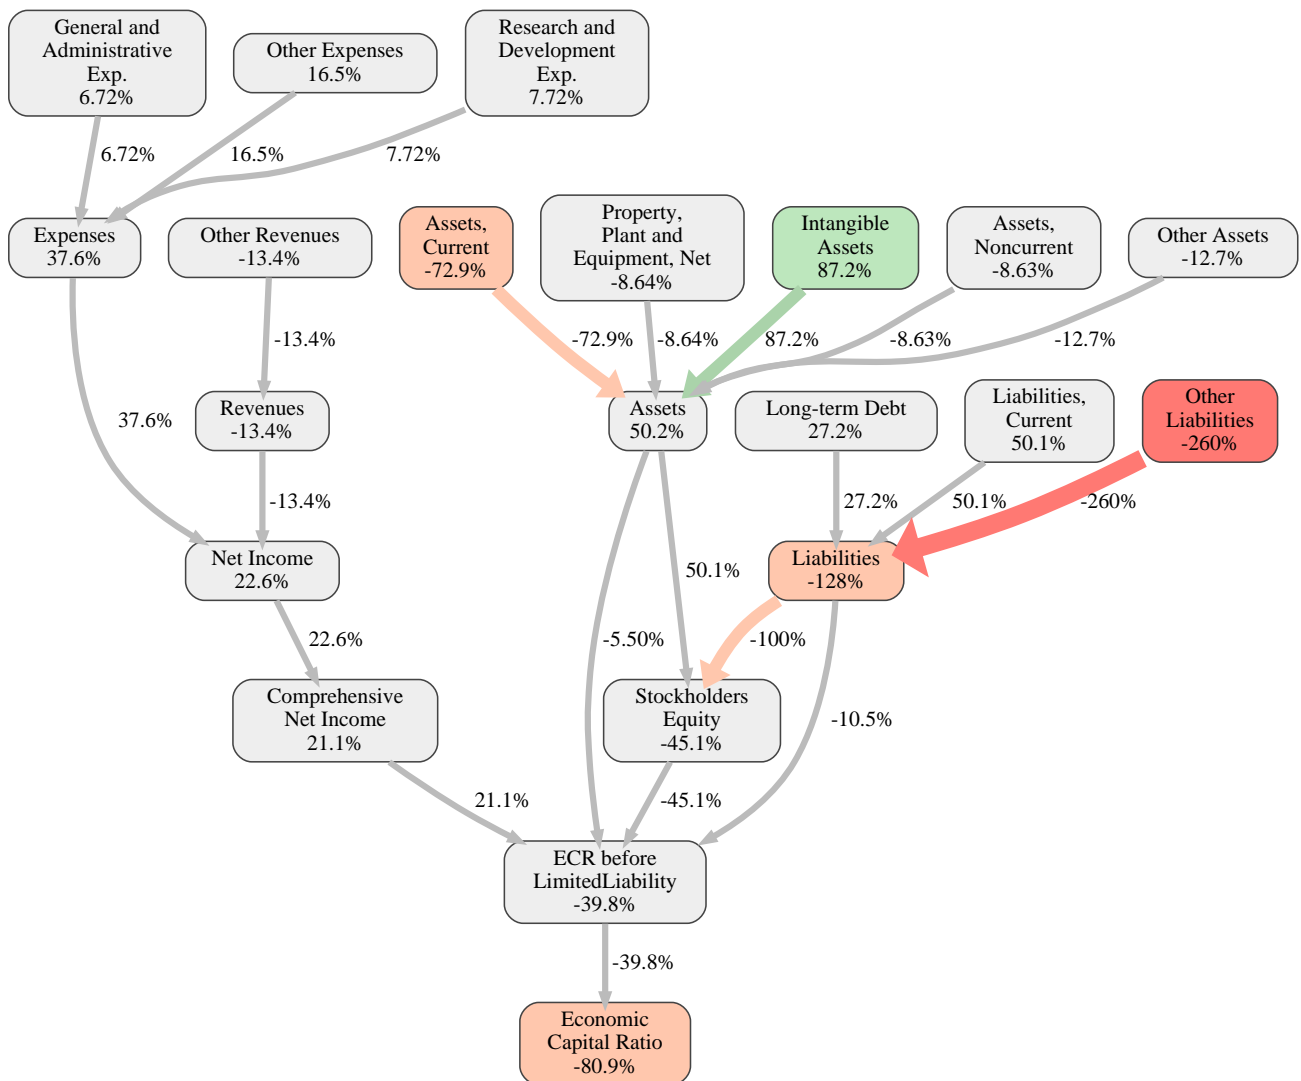 General and
Administrative
Exp.
6.72%
Other Expenses
16.5%
Research and
Development
Exp.
7.72%
6.72%
16.5%
7.72%
Expenses
37.6%
Other Revenues
-13.4%
Assets,
Current
-72.9%
Property,
Plant and
Equipment, Net
-8.64%
Intangible
Assets
87.2%
Assets,
Noncurrent
-8.63%
Other Assets
-12.7%
-13.4%
-72.9%
-8.64%
87.2%
-8.63%
-12.7%
37.6%
Revenues
-13.4%
Assets
50.2%
Long-term Debt
27.2%
Liabilities,
Current
50.1%
Other
Liabilities
-260%
-13.4%
27.2%
50.1%
-260%
Net Income
22.6%
50.1%
Liabilities
-128%
22.6%
-5.50%
-100%
Comprehensive
Net Income
21.1%
Stockholders
Equity
-45.1%
-10.5%
21.1%
-45.1%
ECR before
LimitedLiability
-39.8%
-39.8%
Economic
Capital Ratio
-80.9%